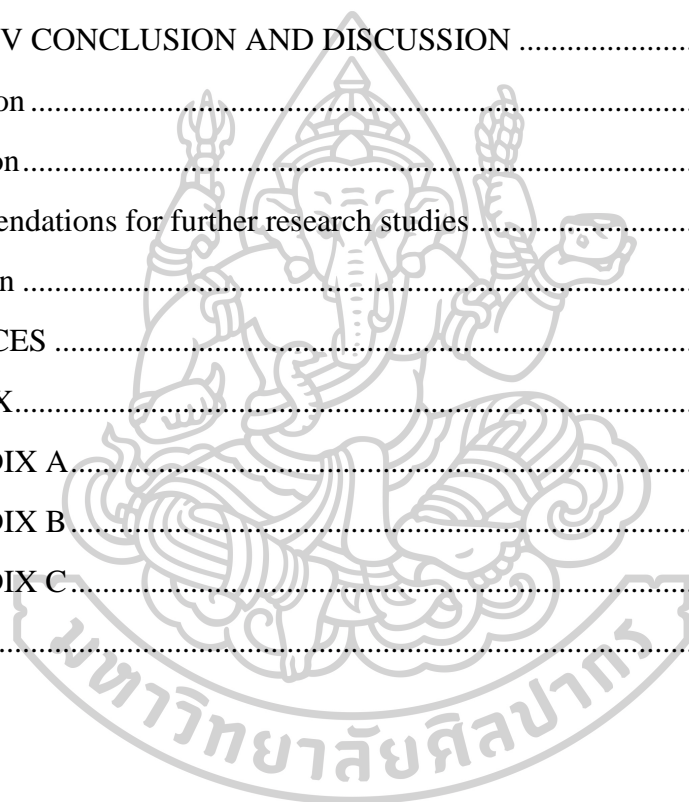 V CONCLUSION AND DISCUSSION ........................
on ........................................................................
on.........................................................................
endations for further research studies..............................
n ........................................................................
CES ....................................................................
X.........................................................................
DIX A..................................................................
DIX B..................................................................
DIX C..................................................................
............................................................................
มหาวิทยาลัยศิลปากร